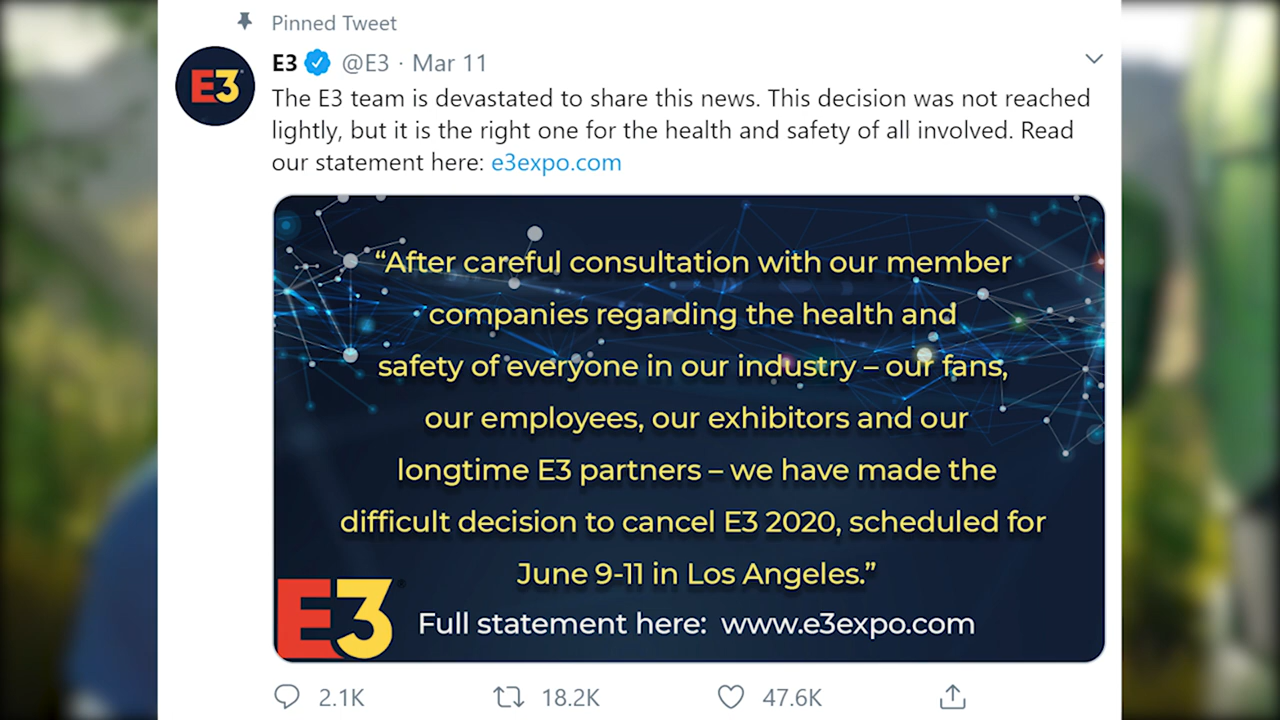 Pinned Tweet
E3 @E3 · Mar 11
E3
The E3 team is devastated to share this news. This decision was not reached
lightly, but it is the right one for the health and safety of all involved. Read
our statement here: e3expo.com
“After careful consultation with our member
companies regarding the health and
safety of everyone in our industry – our fans,
our employees, our exhibitors and our
longtime E3 partners – we have made the
difficult decision to cancel E3 2020, scheduled for
June 9-11 in Los Angeles.”
E3®
Full statement here: www.e3expo.com
2.1K 18.2K 47.6K